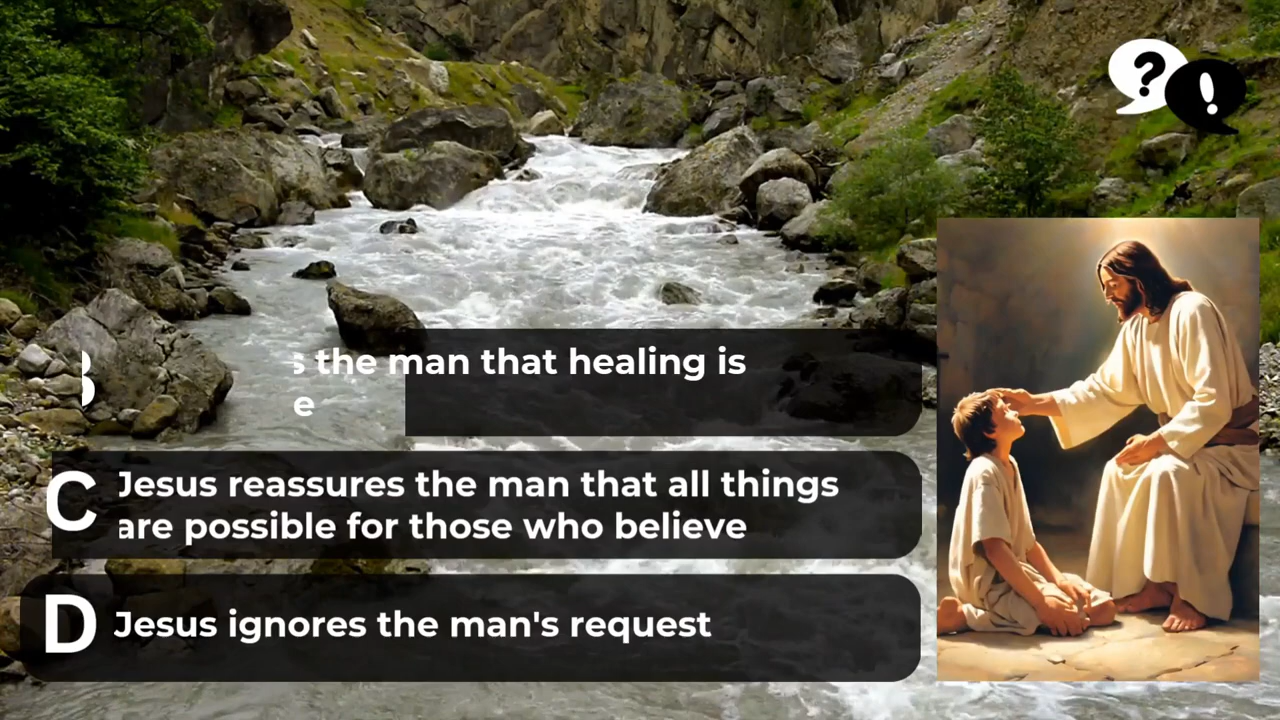 the man that healing is
C
Jesus reassures the man that all things
are possible for those who believe
D
Jesus ignores the man's request
? !